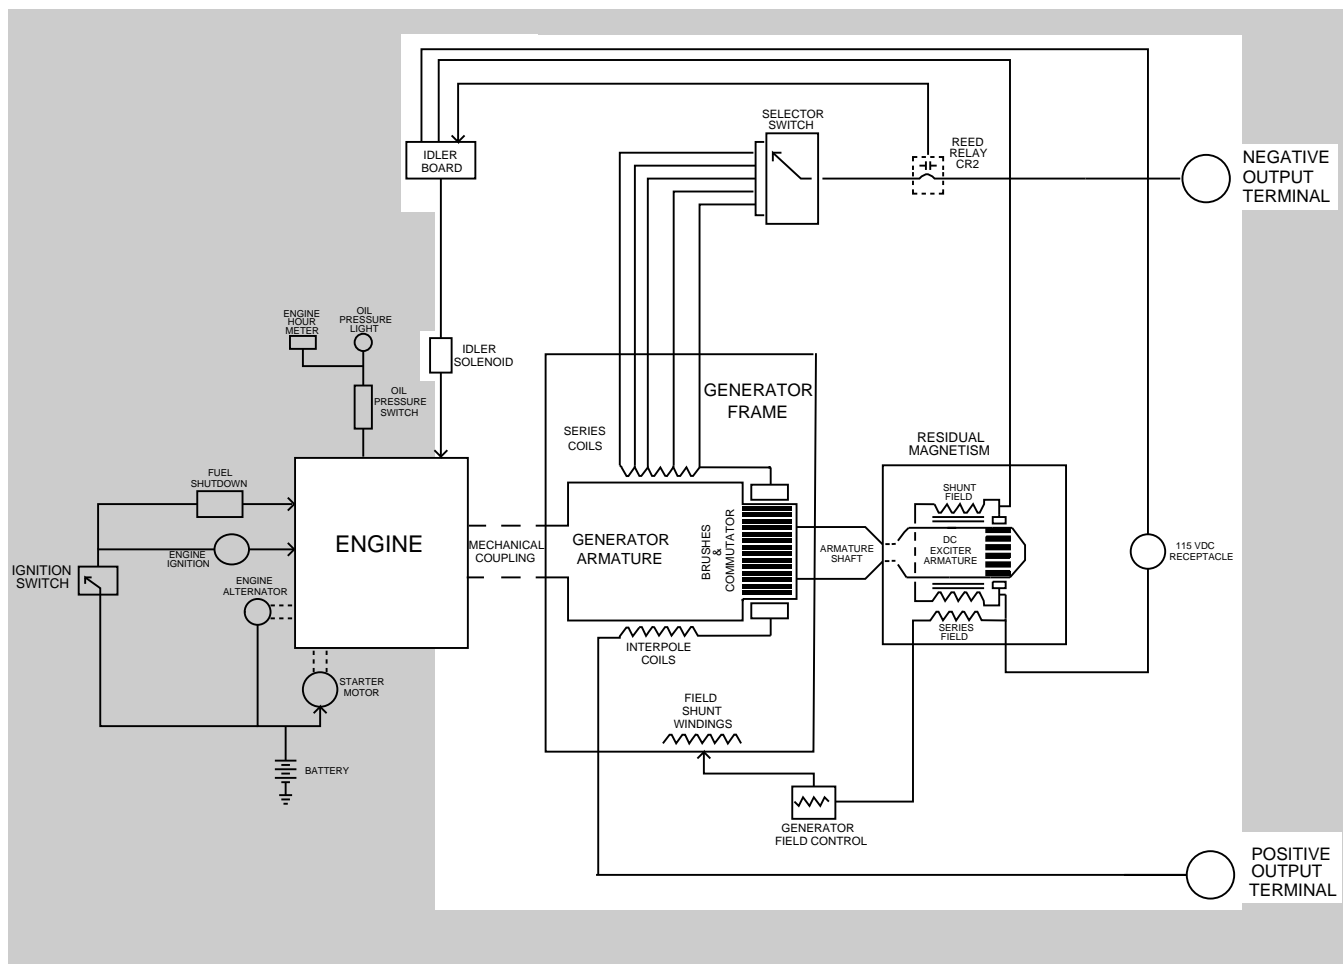 SELECTOR
SWITCH
IDLER
BOARD
REED
RELAY
CR2
NEGATIVE
OUTPUT
TERMINAL
ENGINE
HOUR
METER
OIL
PRESSURE
LIGHT
IDLER
SOLENOID
OIL
PRESSURE
SWITCH
GENERATOR
FRAME
SERIES
COILS
RESIDUAL
MAGNETISM
FUEL
SHUTDOWN
SHUNT
FIELD
ENGINE
MECHANICAL
COUPLING
GENERATOR
ARMATURE
BRUSHES
&
COMMUTATOR
ARMATURE
SHAFT
DC
EXCITER
ARMATURE
115 VDC
RECEPTACLE
ENGINE
IGNITION
IGNITION
SWITCH
ENGINE
ALTERNATOR
SERIES
FIELD
INTERPOLE
COILS
STARTER
MOTOR
FIELD
SHUNT
WINDINGS
BATTERY
GENERATOR
FIELD CONTROL
POSITIVE
OUTPUT
TERMINAL